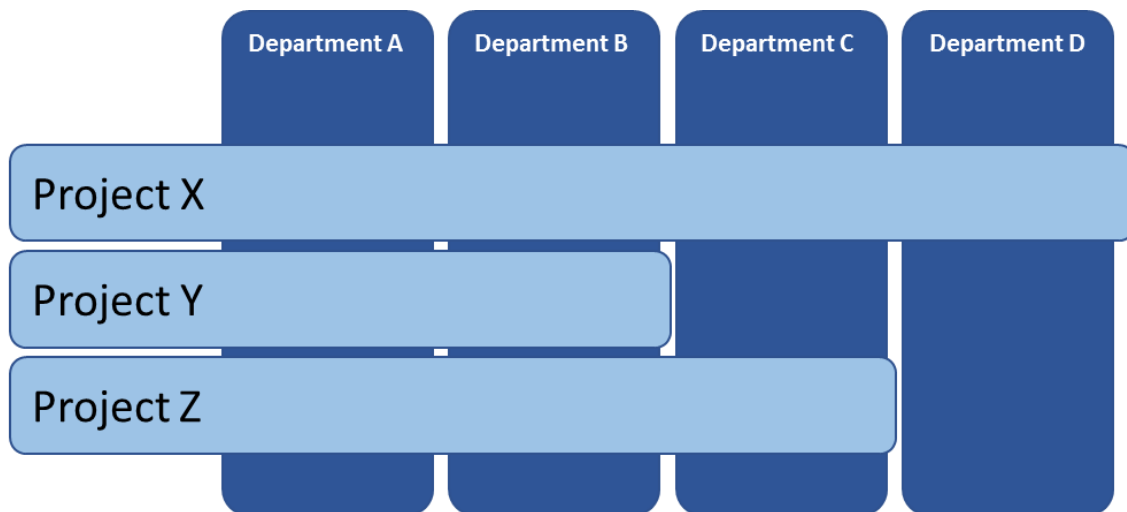 Department A
Department B
Department C
Department D
Project X
Project Y
Project Z